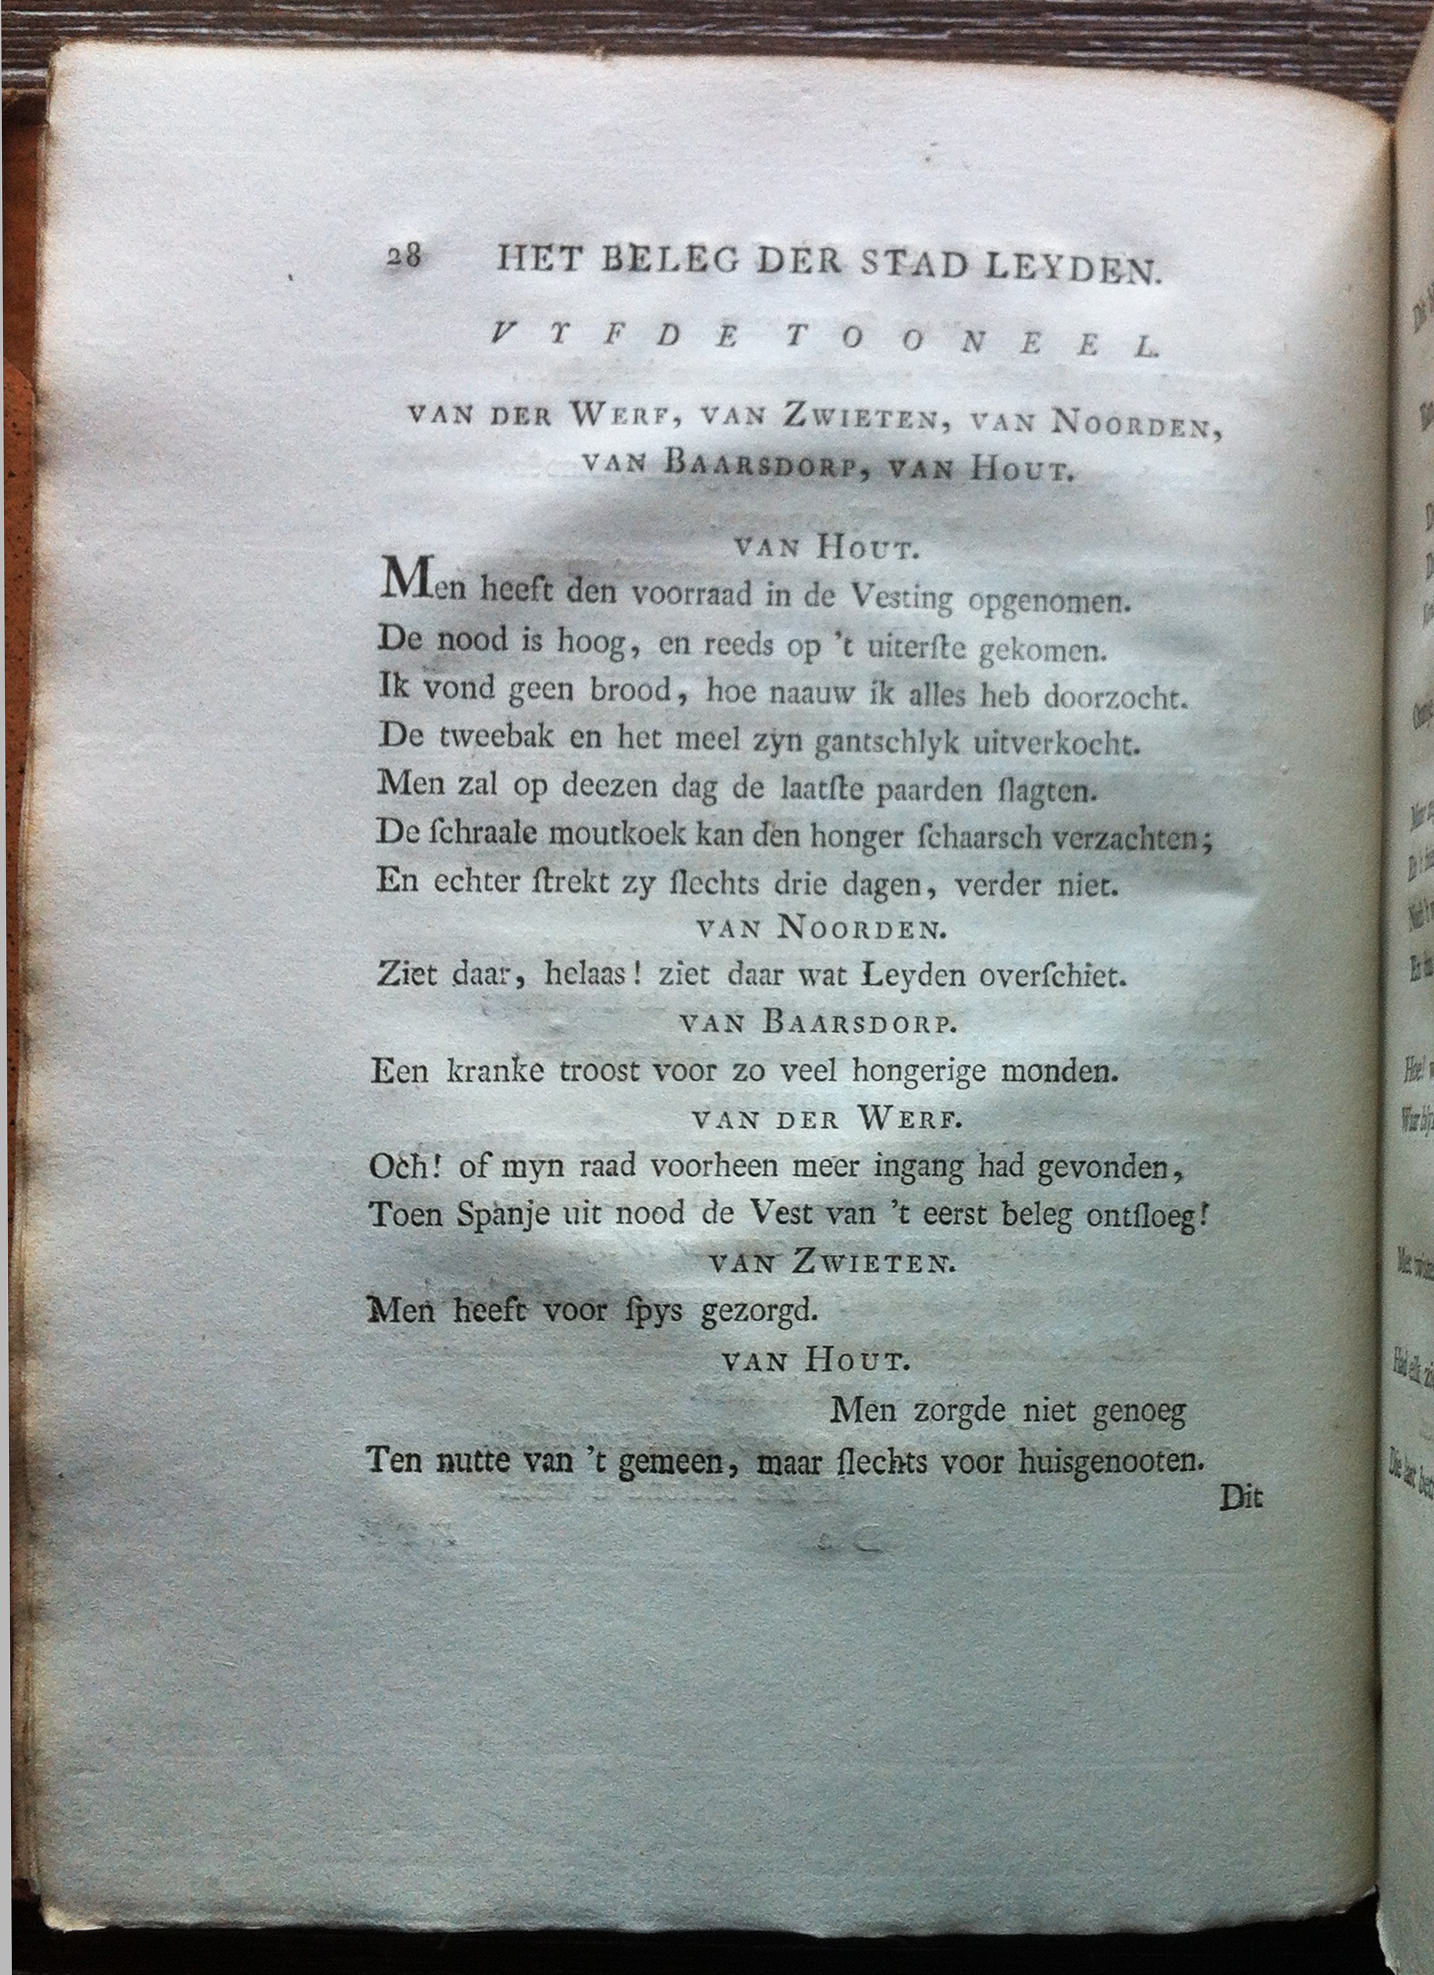 28 HET BELEG DER STAD LEYDEN.
VYFDE TOONEEL.
VAN DER WERF, VAN ZWIETEN, VAN NOORDEN,
VAN BAARSDORP, VAN HOUT.
VAN HOUT.
Men heeft den voorraad in de Vesting opgenomen.
De nood is hoog, en reeds op 't uiterſte gekomen.
Ik vond geen brood, hoe naauw ik alles heb doorzocht.
De tweebak en het meel zyn gantschlyk uitverkocht.
Men zal op deezen dag de laatſte paarden ſlagten.
De ſchraale moutkoek kan den honger ſchaarsch verzachten;
En echter ſtrekt zy ſlechts drie dagen, verder niet.
VAN NOORDEN.
Ziet daar, helaas! ziet daar wat Leyden overſchiet.
VAN BAARSDORP.
Een kranke troost voor zo veel hongerige monden.
VAN DER WERF.
Och! of myn raad voorheen meer ingang had gevonden,
Toen Spanje uit nood de Vest van 't eerst beleg ontſloeg!
VAN ZWIETEN.
Men heeft voor ſpys gezorgd.
VAN HOUT.
Men zorgde niet genoeg
Ten nutte van 't gemeen, maar ſlechts voor huisgenooten.
Dit